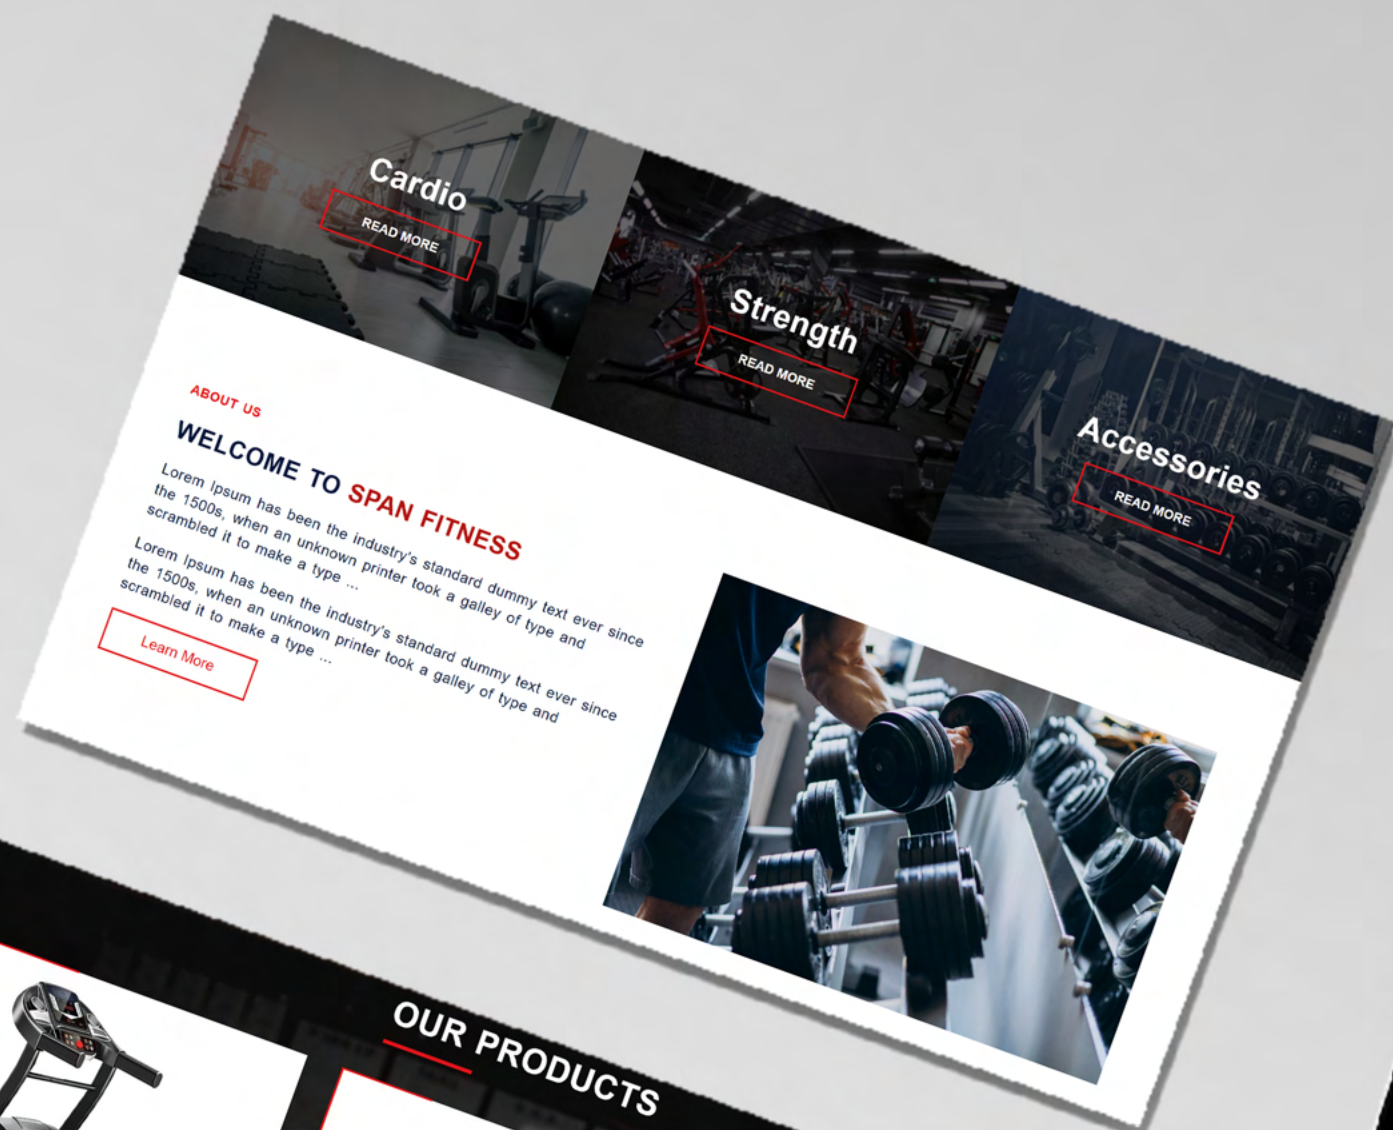 Cardio
READ MORE
Strength
READ MORE
Accessories
READ MORE
ABOUT US
WELCOME TO SPAN FITNESS
Lorem Ipsum has been the industry's standard dummy text ever since
the 1500s, when an unknown printer took a galley of type and
scrambled it to make a type ...
Lorem Ipsum has been the industry's standard dummy text ever since
the 1500s, when an unknown printer took a galley of type and
scrambled it to make a type ...
Learn More
OUR PRODUCTS